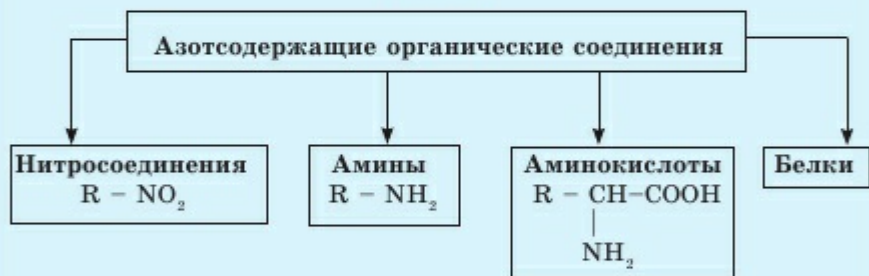 Азотсодержащие органические соединения
Нитросоединения
R – NO₂
Амины
R – NH₂
Аминокислоты
R – CH–COOH
|
NH₂
Белки